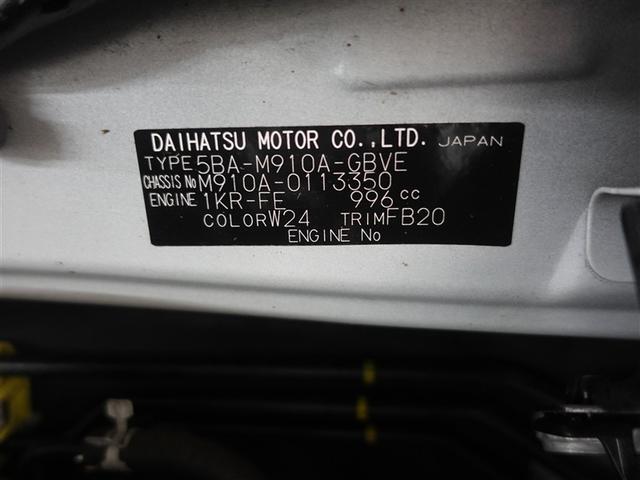 DAIHATSU MOTOR CO.,LTD. JAPAN
TYPE 5BA-M910A-GBVE
CHASSIS No M910A-0113350
ENGINE 1KR-FE 996 cc
COLOR W24 TRIM FB20
ENGINE No